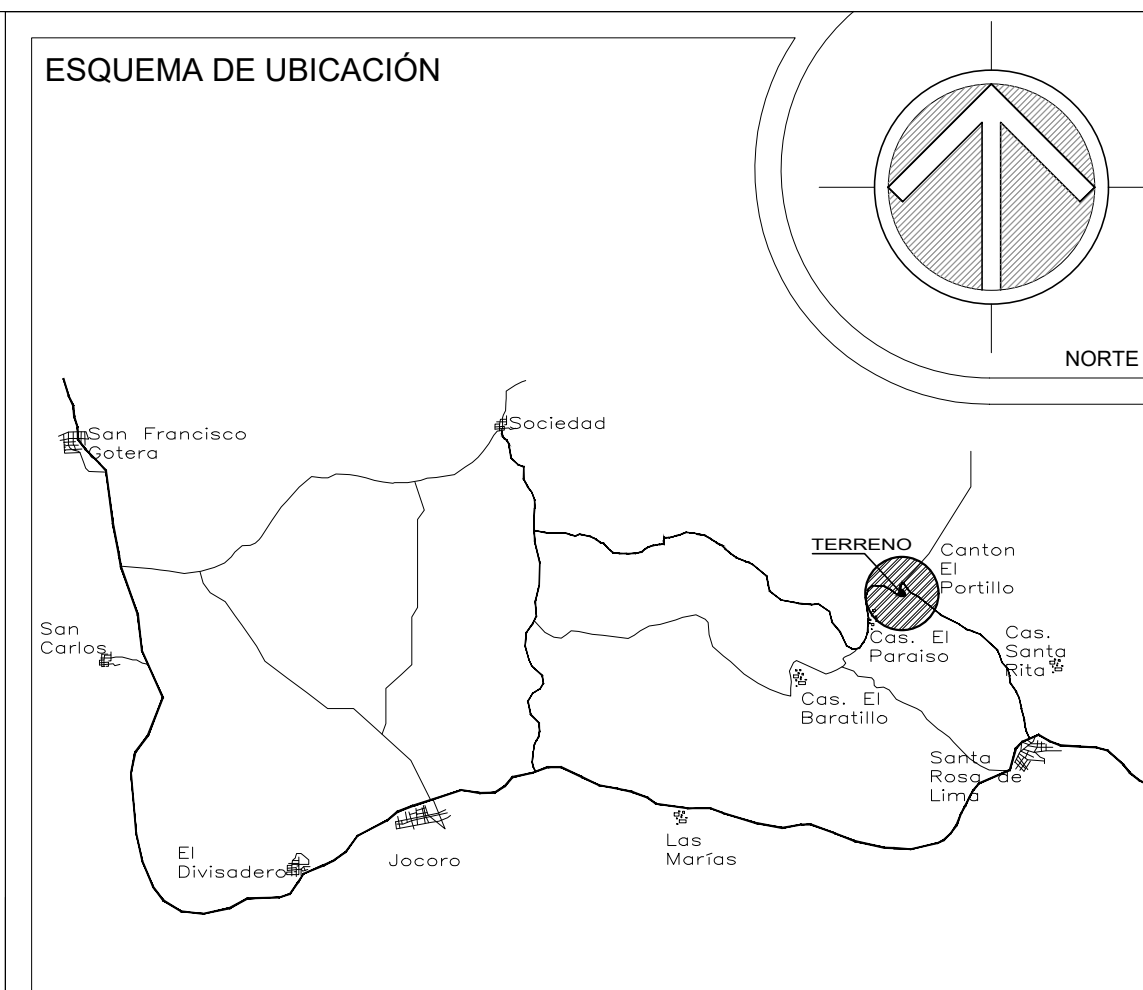 ESQUEMA DE UBICACIÓN
NORTE
San Francisco
Gotera
Sociedad
TERRENO
Canton
El
Portillo
San
Carlos
Cas. El
Paraiso
Cas.
Santa
Rita
Cas. El
Baratillo
Santa
Rosa de
Lima
El
Divisadero
Jocoro
Las
Marías